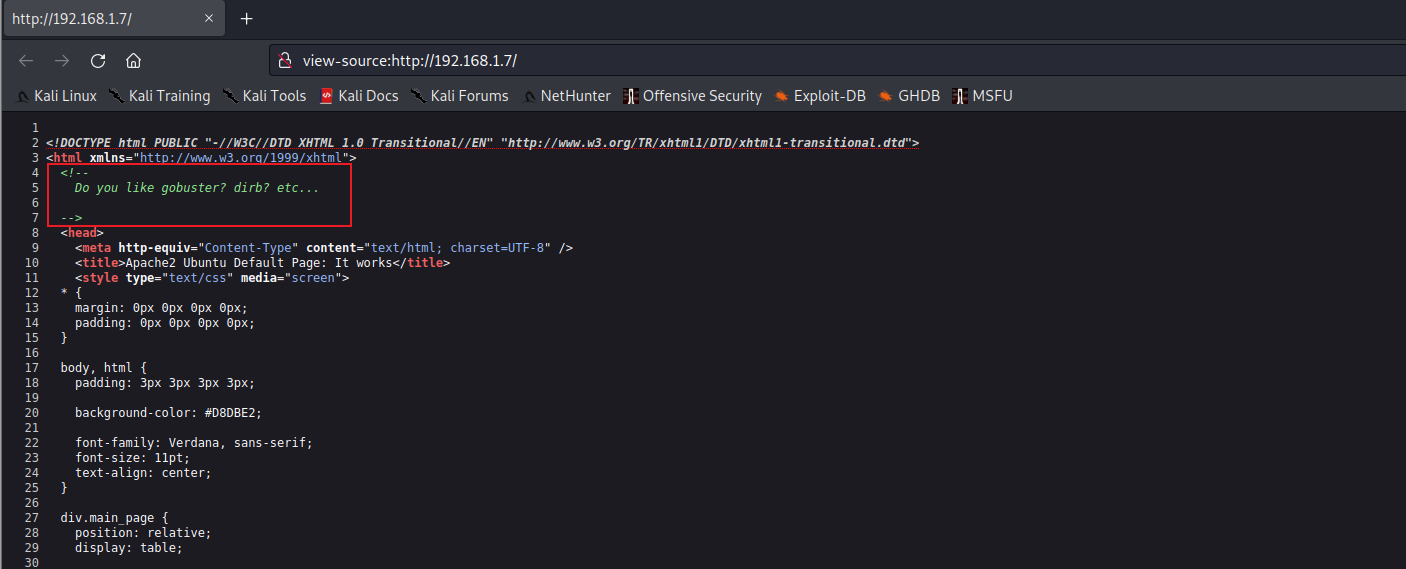 http://192.168.1.7/
view-source:http://192.168.1.7/
Kali Linux Kali Training Kali Tools Kali Docs Kali Forums NetHunter Offensive Security Exploit-DB GHDB MSFU
1
2 <!DOCTYPE html PUBLIC "-//W3C//DTD XHTML 1.0 Transitional//EN" "http://www.w3.org/TR/xhtml1/DTD/xhtml1-transitional.dtd">
3 <html xmlns="http://www.w3.org/1999/xhtml">
4 <!--
5 Do you like gobuster? dirb? etc...
6
7 -->
8 <head>
9 <meta http-equiv="Content-Type" content="text/html; charset=UTF-8" />
10 <title>Apache2 Ubuntu Default Page: It works</title>
11 <style type="text/css" media="screen">
12 * {
13 margin: 0px 0px 0px 0px;
14 padding: 0px 0px 0px 0px;
15 }
16
17 body, html {
18 padding: 3px 3px 3px 3px;
19
20 background-color: #D8DBE2;
21
22 font-family: Verdana, sans-serif;
23 font-size: 11pt;
24 text-align: center;
25 }
26
27 div.main_page {
28 position: relative;
29 display: table;
30